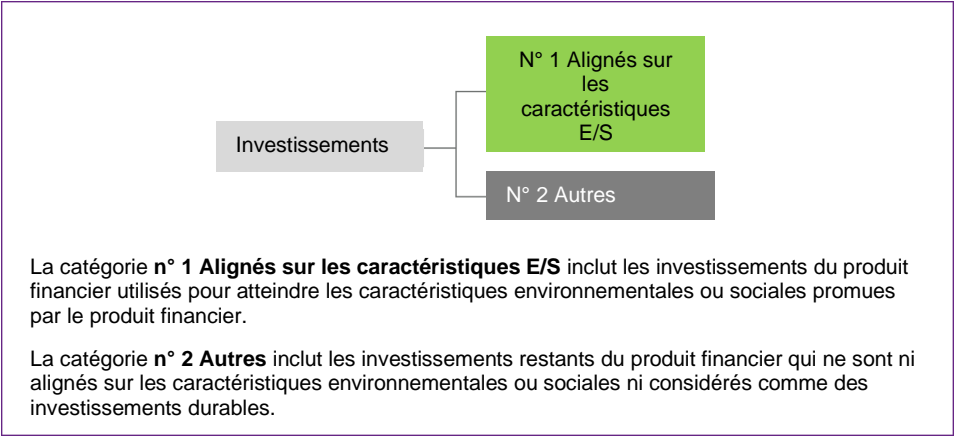 N° 1 Alignés sur
les
caractéristiques
E/S
Investissements
N° 2 Autres
La catégorie n° 1 Alignés sur les caractéristiques E/S inclut les investissements du produit
financier utilisés pour atteindre les caractéristiques environnementales ou sociales promues
par le produit financier.
La catégorie n° 2 Autres inclut les investissements restants du produit financier qui ne sont ni
alignés sur les caractéristiques environnementales ou sociales ni considérés comme des
investissements durables.